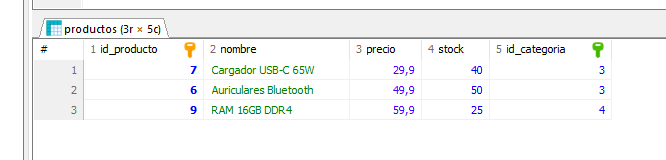 productos (3r × 5c)
# 1 id_producto 2 nombre 3 precio 4 stock 5 id_categoria
1 7 Cargador USB-C 65W 29,9 40 3
2 6 Auriculares Bluetooth 49,9 50 3
3 9 RAM 16GB DDR4 59,9 25 4